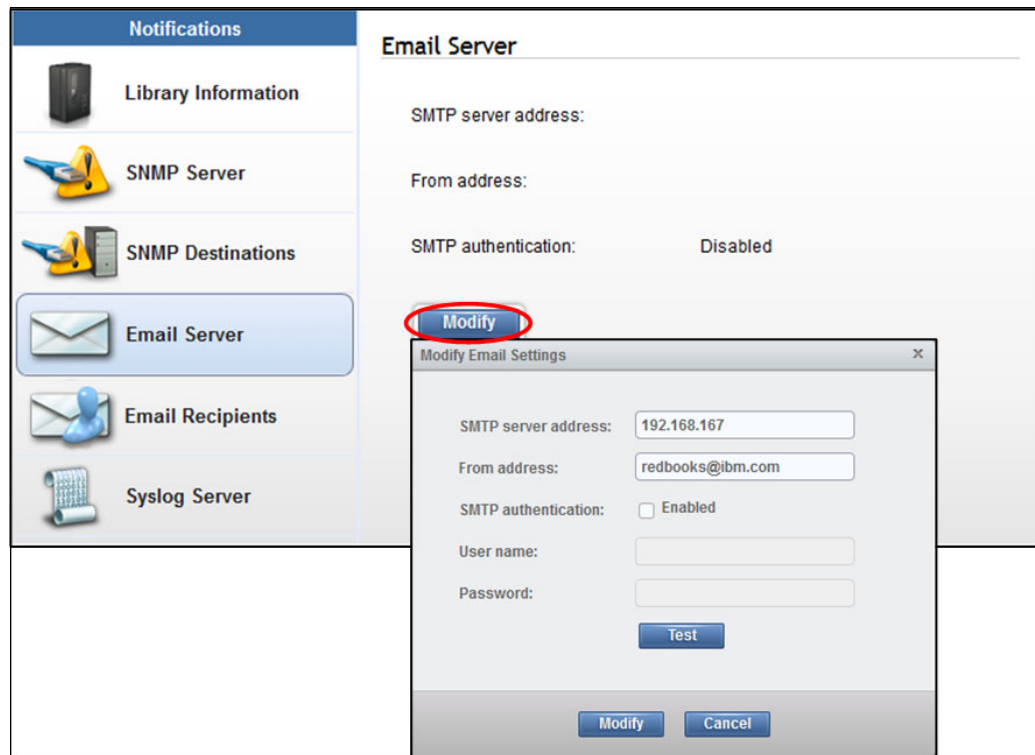 Notifications
Library Information
SNMP Server
SNMP Destinations
Email Server
Email Recipients
Syslog Server
Email Server
SMTP server address:
From address:
SMTP authentication: Disabled
Modify
Modify Email Settings x
SMTP server address: 192.168.167
From address: redbooks@ibm.com
SMTP authentication: Enabled
User name:
Password:
Test
Modify Cancel